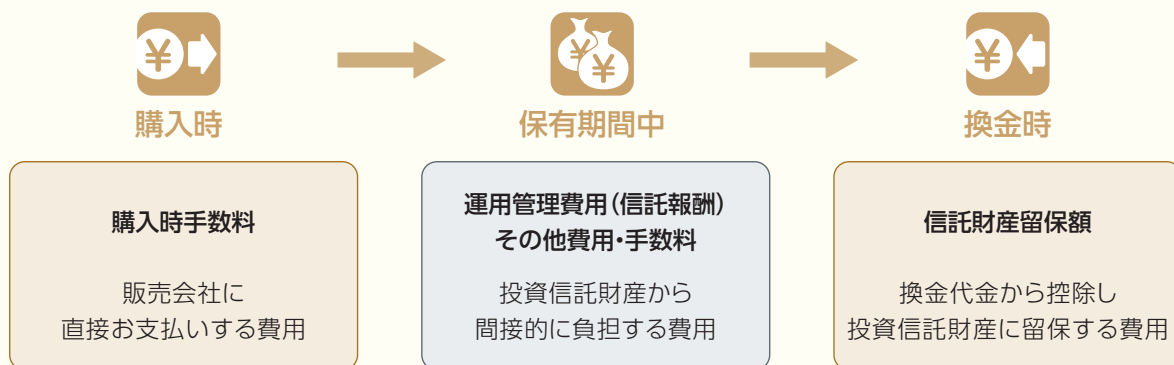 購入時
購入時手数料
販売会社に
直接お支払いする費用
保有期間中
運用管理費用（信託報酬）
その他費用・手数料
投資信託財産から
間接的に負担する費用
換金時
信託財産留保額
換金代金から控除し
投資信託財産に留保する費用